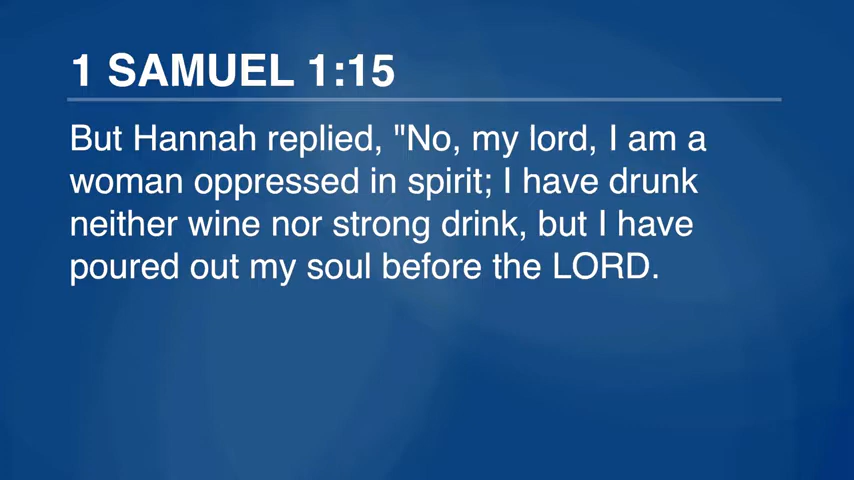 1 SAMUEL 1:15
But Hannah replied, "No, my lord, I am a
woman oppressed in spirit; I have drunk
neither wine nor strong drink, but I have
poured out my soul before the LORD.